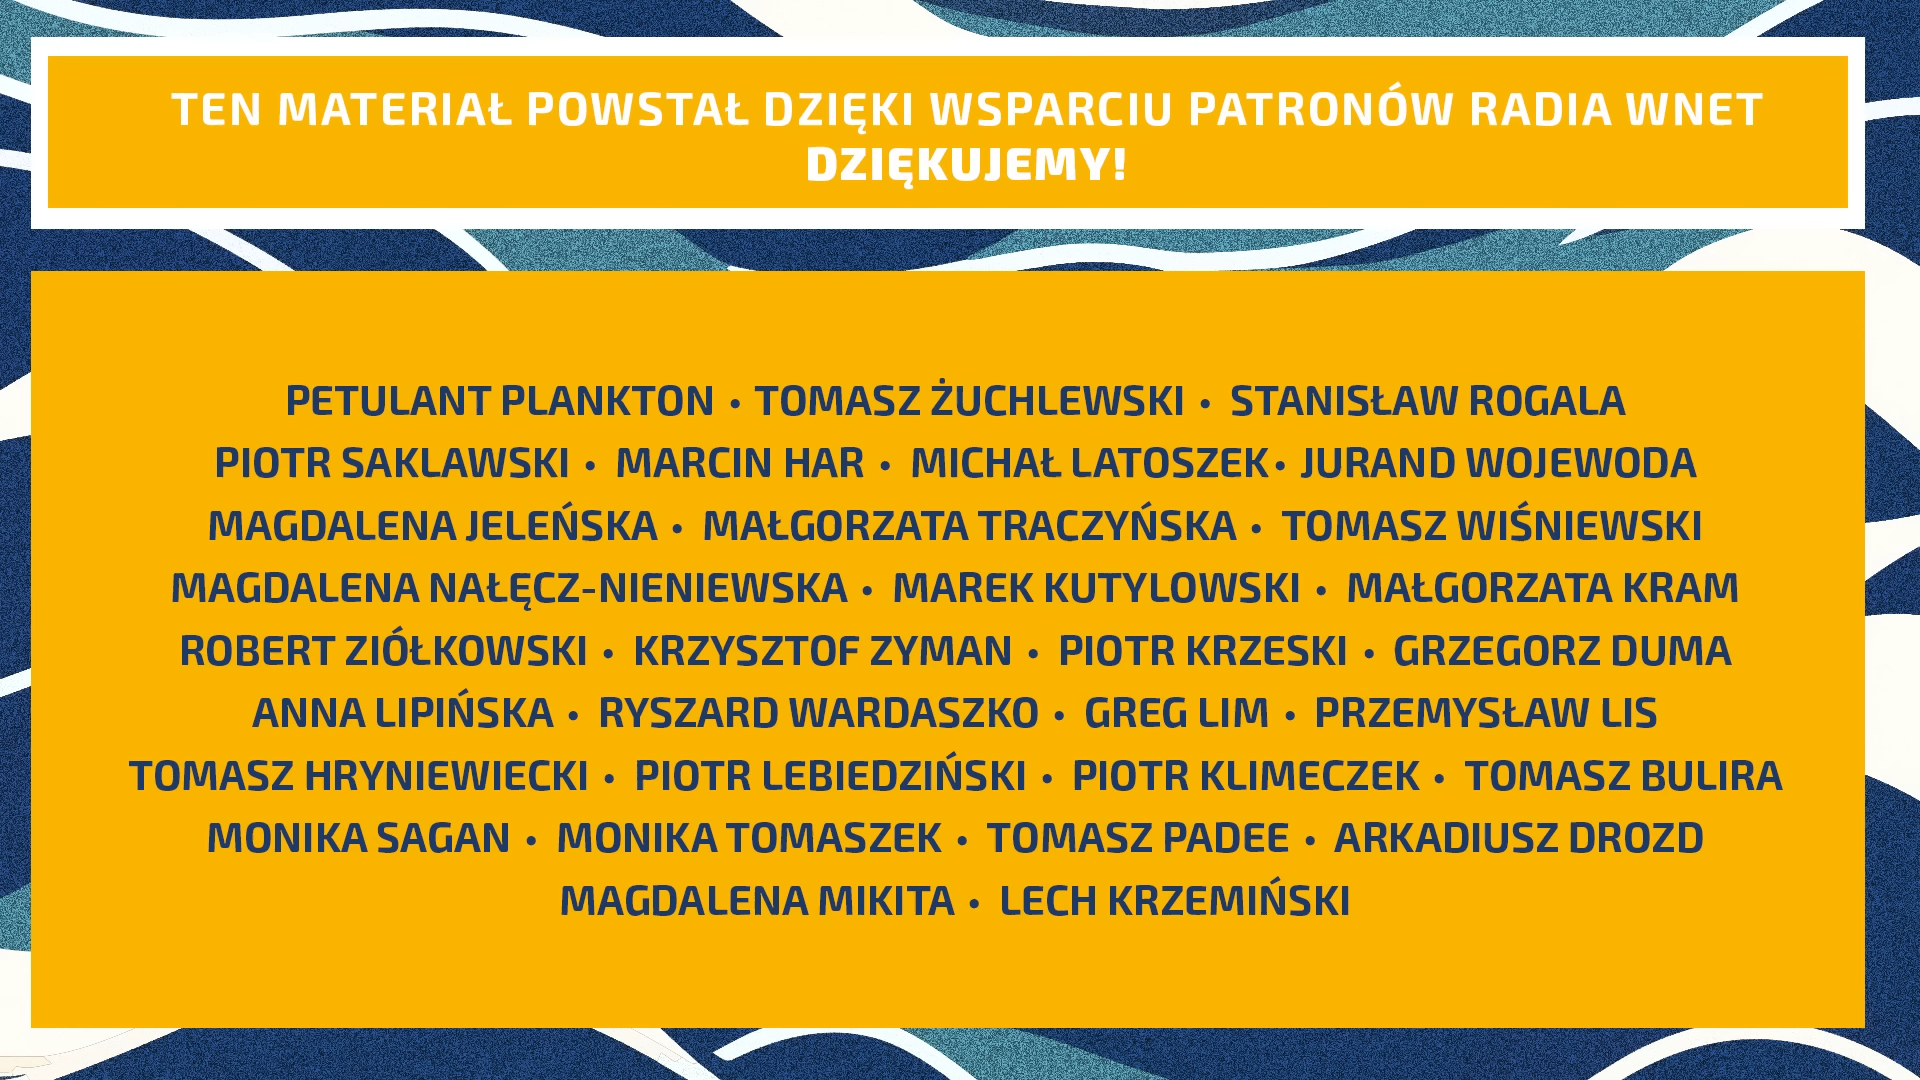 TEN MATERIAŁ POWSTAŁ DZIĘKI WSPARCIU PATRONÓW RADIA WNET
DZIĘKUJEMY!
PETULANT PLANKTON • TOMASZ ŻUCHLEWSKI • STANISŁAW ROGALA
PIOTR SAKLAWSKI • MARCIN HAR • MICHAŁ LATOSZEK• JURAND WOJEWODA
MAGDALENA JELEŃSKA • MAŁGORZATA TRACZYŃSKA • TOMASZ WIŚNIEWSKI
MAGDALENA NAŁĘCZ-NIENIEWSKA • MAREK KUTYLOWSKI • MAŁGORZATA KRAM
ROBERT ZIÓŁKOWSKI • KRZYSZTOF ZYMAN • PIOTR KRZESKI • GRZEGORZ DUMA
ANNA LIPIŃSKA • RYSZARD WARDASZKO • GREG LIM • PRZEMYSŁAW LIS
TOMASZ HRYNIEWIECKI • PIOTR LEBIEDZIŃSKI • PIOTR KLIMECZEK • TOMASZ BULIRA
MONIKA SAGAN • MONIKA TOMASZEK • TOMASZ PADEE • ARKADIUSZ DROZD
MAGDALENA MIKITA • LECH KRZEMIŃSKI